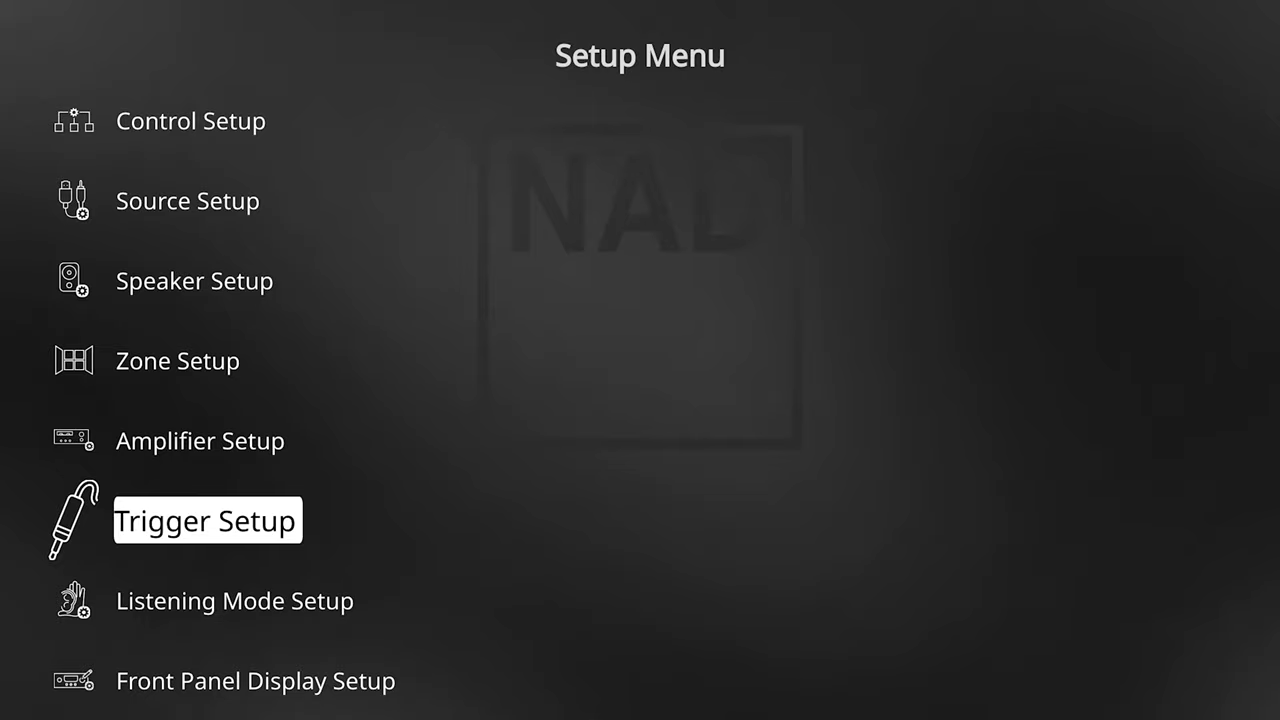 Setup Menu
NAD
Control Setup
Source Setup
Speaker Setup
Zone Setup
Amplifier Setup
Trigger Setup
Listening Mode Setup
Front Panel Display Setup